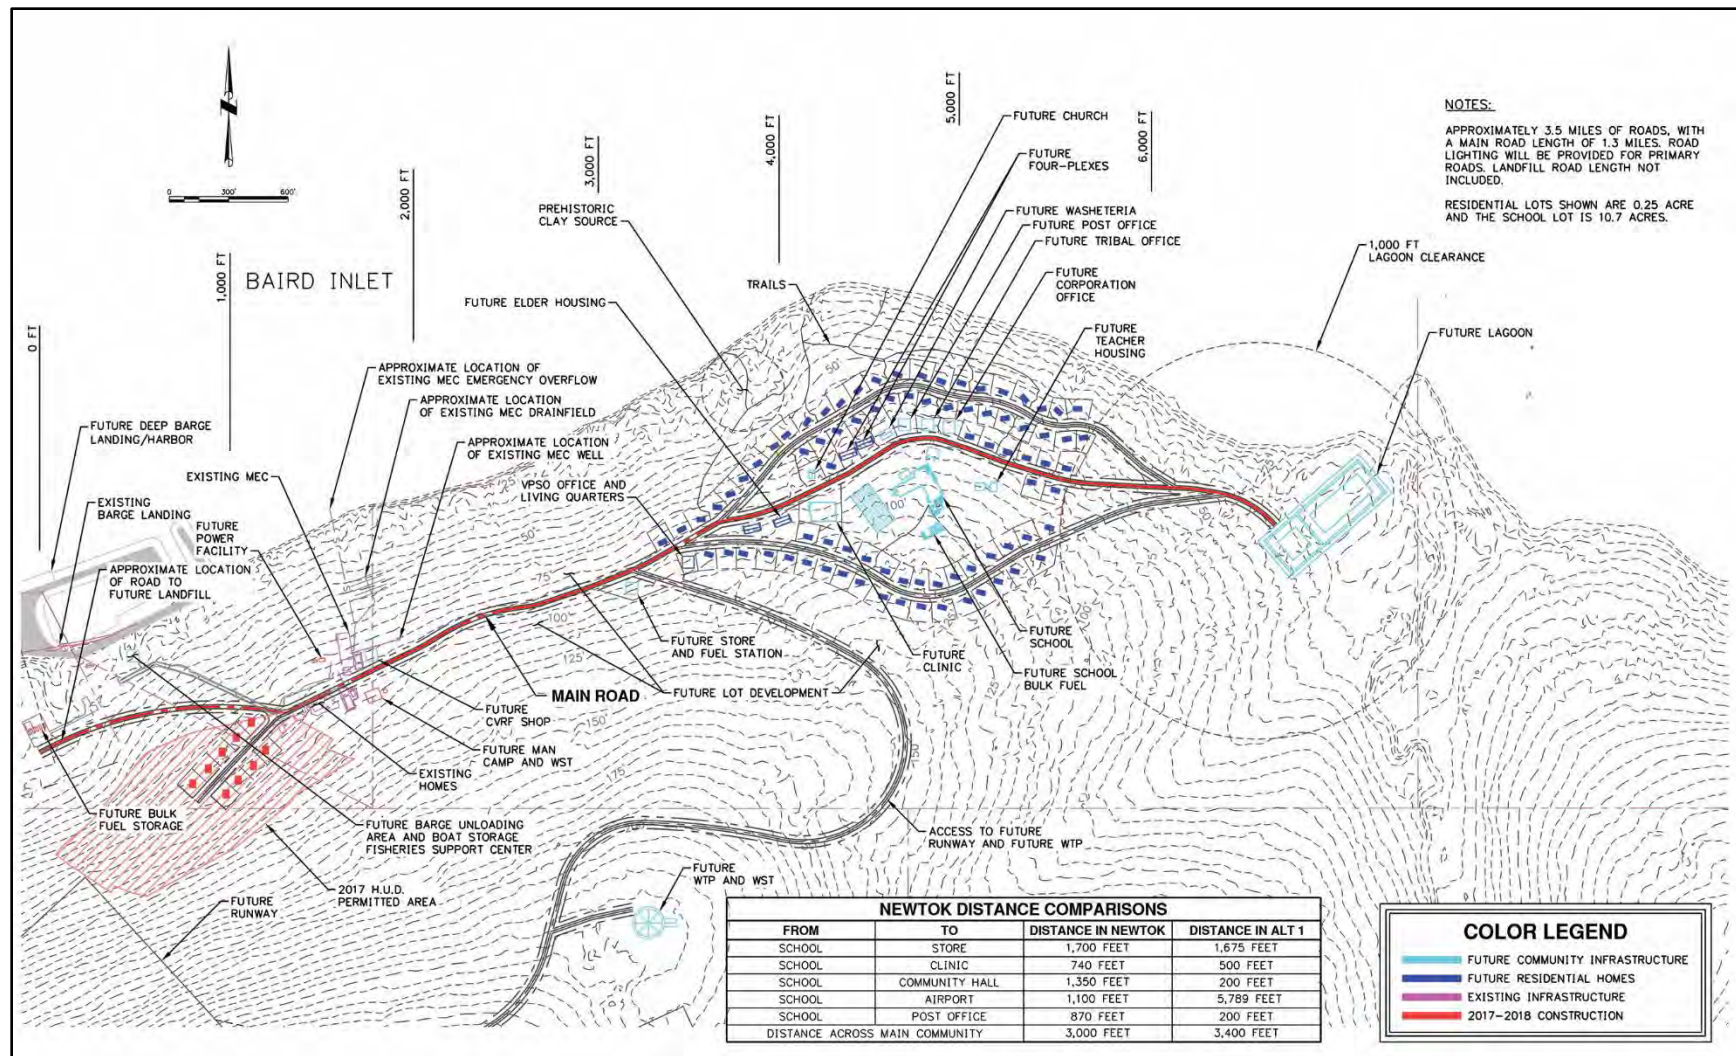 0
300'
600'
0 FT
1,000 FT
2,000 FT
3,000 FT
4,000 FT
5,000 FT
6,000 FT
BAIRD INLET
NOTES:
APPROXIMATELY 3.5 MILES OF ROADS, WITH
A MAIN ROAD LENGTH OF 1.3 MILES. ROAD
LIGHTING WILL BE PROVIDED FOR PRIMARY
ROADS. LANDFILL ROAD LENGTH NOT
INCLUDED.
RESIDENTIAL LOTS SHOWN ARE 0.25 ACRE
AND THE SCHOOL LOT IS 10.7 ACRES.
FUTURE CHURCH
FUTURE
FOUR-PLEXES
PREHISTORIC
CLAY SOURCE
FUTURE WASHETERIA
FUTURE POST OFFICE
FUTURE TRIBAL OFFICE
1,000 FT
LAGOON CLEARANCE
TRAILS
FUTURE
CORPORATION
OFFICE
FUTURE ELDER HOUSING
FUTURE
TEACHER
HOUSING
FUTURE LAGOON
APPROXIMATE LOCATION OF
EXISTING MEC EMERGENCY OVERFLOW
APPROXIMATE LOCATION
OF EXISTING MEC DRAINFIELD
FUTURE DEEP BARGE
LANDING/HARBOR
APPROXIMATE LOCATION
OF EXISTING MEC WELL
EXISTING MEC
VPSO OFFICE AND
LIVING QUARTERS
EXISTING
BARGE LANDING
FUTURE
POWER
FACILITY
APPROXIMATE LOCATION
OF ROAD TO
FUTURE LANDFILL
50'
25'
50'
75'
100'
125'
150'
175'
100'
50'
75'
100'
125'
150'
FUTURE STORE
AND FUEL STATION
FUTURE
CLINIC
FUTURE
SCHOOL
FUTURE SCHOOL
BULK FUEL
MAIN ROAD
FUTURE LOT DEVELOPMENT
FUTURE
CVRF SHOP
FUTURE MAN
CAMP AND WST
EXISTING
HOMES
FUTURE BULK
FUEL STORAGE
FUTURE BARGE UNLOADING
AREA AND BOAT STORAGE
FISHERIES SUPPORT CENTER
ACCESS TO FUTURE
RUNWAY AND FUTURE WTP
2017 H.U.D.
PERMITTED AREA
FUTURE
RUNWAY
FUTURE
WTP AND WST
NEWTOK DISTANCE COMPARISONS
FROM TO DISTANCE IN NEWTOK DISTANCE IN ALT 1
SCHOOL STORE 1,700 FEET 1,675 FEET
SCHOOL CLINIC 740 FEET 500 FEET
SCHOOL COMMUNITY HALL 1,350 FEET 200 FEET
SCHOOL AIRPORT 1,100 FEET 5,789 FEET
SCHOOL POST OFFICE 870 FEET 200 FEET
DISTANCE ACROSS MAIN COMMUNITY 3,000 FEET 3,400 FEET
COLOR LEGEND
FUTURE COMMUNITY INFRASTRUCTURE
FUTURE RESIDENTIAL HOMES
EXISTING INFRASTRUCTURE
2017-2018 CONSTRUCTION